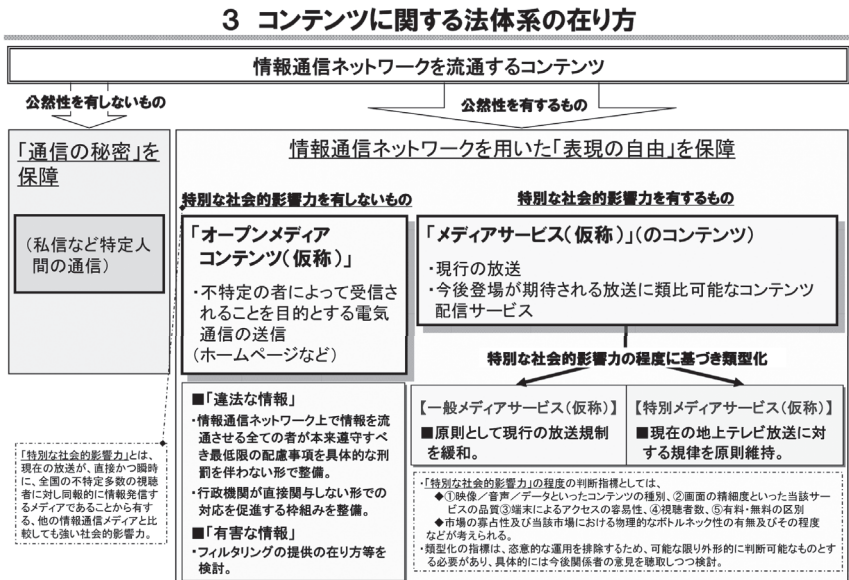 3 コンテンツに関する法体系の在り方
情報通信ネットワークを流通するコンテンツ
公然性を有しないもの
公然性を有するもの
「通信の秘密」を
保障
(私信など特定人
間の通信)
情報通信ネットワークを用いた「表現の自由」を保障
特別な社会的影響力を有しないもの
特別な社会的影響力を有するもの
「オープンメディア
コンテンツ(仮称)」
・不特定の者によって受信さ
れることを目的とする電気
通信の送信
(ホームページなど)
「メディアサービス(仮称)」(のコンテンツ)
・現行の放送
・今後登場が期待される放送に類比可能なコンテンツ
配信サービス
特別な社会的影響力の程度に基づき類型化
■「違法な情報」
・情報通信ネットワーク上で情報を流
通させる全ての者が本来遵守すべ
き最低限の配慮事項を具体的な刑
罰を伴わない形で整備。
・行政機関が直接関与しない形での
対応を促進する枠組みを整備。
■「有害な情報」
・フィルタリングの提供の在り方等を
検討。
【一般メディアサービス(仮称)】
■原則として現行の放送規制
を緩和。
【特別メディアサービス(仮称)】
■現在の地上テレビ放送に対
する規律を原則維持。
「特別な社会的影響力」とは、
現在の放送が、直接かつ瞬時
に、全国の不特定多数の視聴
者に対し同報的に情報発信す
るメディアであることから有す
る、他の情報通信メディアと比
較しても強い社会的影響力。
・「特別な社会的影響力」の程度の判断指標としては、
◆①映像/音声/データといったコンテンツの種別、②画面の精細度といった当該サー
ビスの品質③端末によるアクセスの容易性、④視聴者数、⑤有料・無料の区別
◆市場の寡占性及び当該市場における物理的なボトルネック性の有無及びその程度
などが考えられる。
・類型化の指標は、恣意的な運用を排除するため、可能な限り外形的に判断可能なものとす
る必要があり、具体的には今後関係者の意見を聴取しつつ検討。